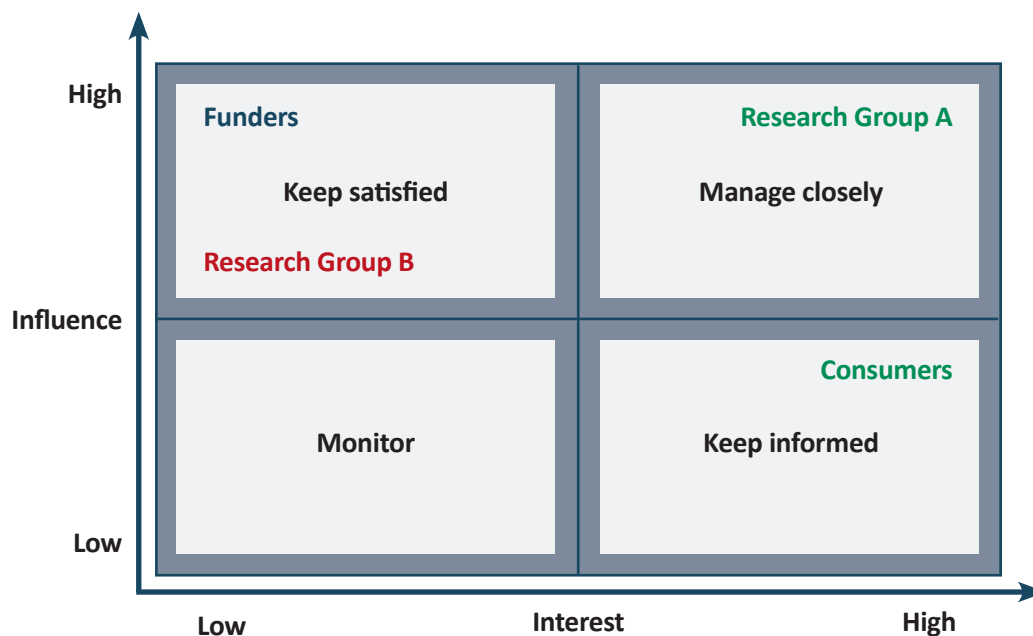 High
Funders
Research Group A
Keep satisfied
Manage closely
Research Group B
Influence
Consumers
Monitor
Keep informed
Low
Low
Interest
High